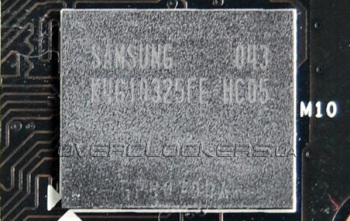 SAMSUNG 043
K4G10325FE HC05
M10
OVERCLOCKERS.UA